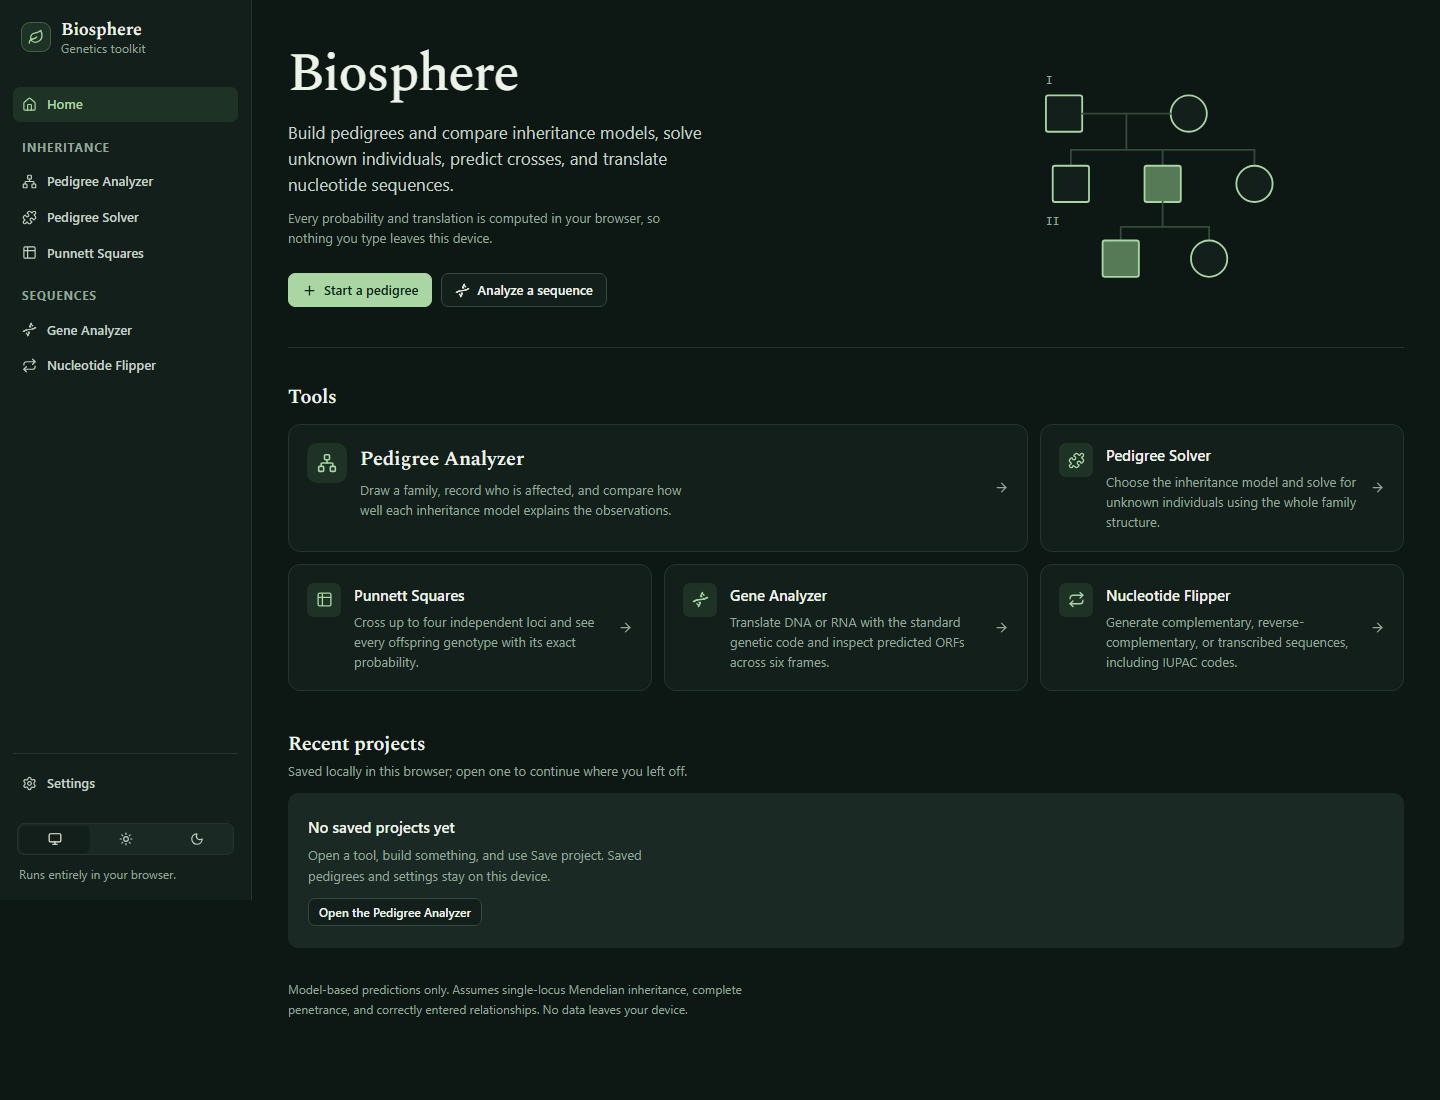 Biosphere
Genetics toolkit
Home
INHERITANCE
Pedigree Analyzer
Pedigree Solver
Punnett Squares
SEQUENCES
Gene Analyzer
Nucleotide Flipper
Settings
Runs entirely in your browser.
Biosphere
Build pedigrees and compare inheritance models, solve
unknown individuals, predict crosses, and translate
nucleotide sequences.
Every probability and translation is computed in your browser, so
nothing you type leaves this device.
Start a pedigree
Analyze a sequence
I
II
Tools
Pedigree Analyzer
Draw a family, record who is affected, and compare how
well each inheritance model explains the observations.
Pedigree Solver
Choose the inheritance model and solve for
unknown individuals using the whole family
structure.
Punnett Squares
Cross up to four independent loci and see
every offspring genotype with its exact
probability.
Gene Analyzer
Translate DNA or RNA with the standard
genetic code and inspect predicted ORFs
across six frames.
Nucleotide Flipper
Generate complementary, reverse-
complementary, or transcribed sequences,
including IUPAC codes.
Recent projects
Saved locally in this browser; open one to continue where you left off.
No saved projects yet
Open a tool, build something, and use Save project. Saved
pedigrees and settings stay on this device.
Open the Pedigree Analyzer
Model-based predictions only. Assumes single-locus Mendelian inheritance, complete
penetrance, and correctly entered relationships. No data leaves your device.